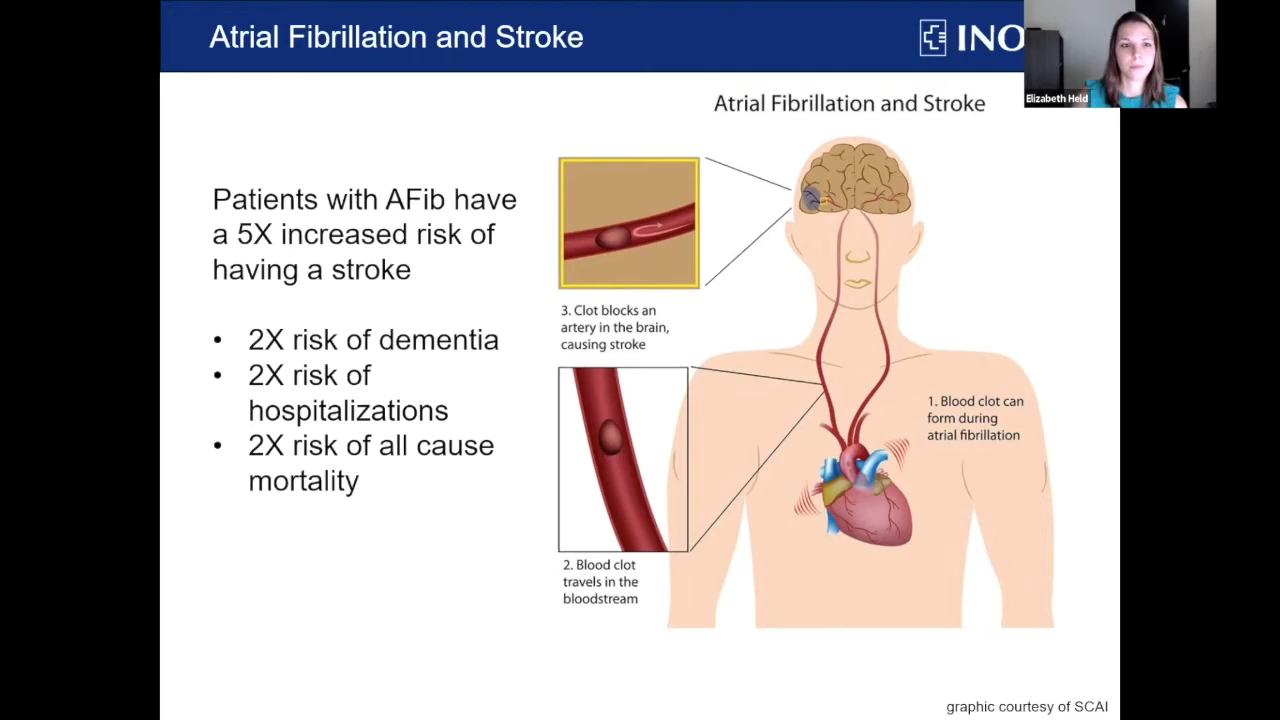 Atrial Fibrillation and Stroke
INO
Elizabeth Held
Atrial Fibrillation and Stroke
Patients with AFib have
a 5X increased risk of
having a stroke
• 2X risk of dementia
• 2X risk of
hospitalizations
• 2X risk of all cause
mortality
3. Clot blocks an
artery in the brain,
causing stroke
1. Blood clot can
form during
atrial fibrillation
2. Blood clot
travels in the
bloodstream
graphic courtesy of SCAI